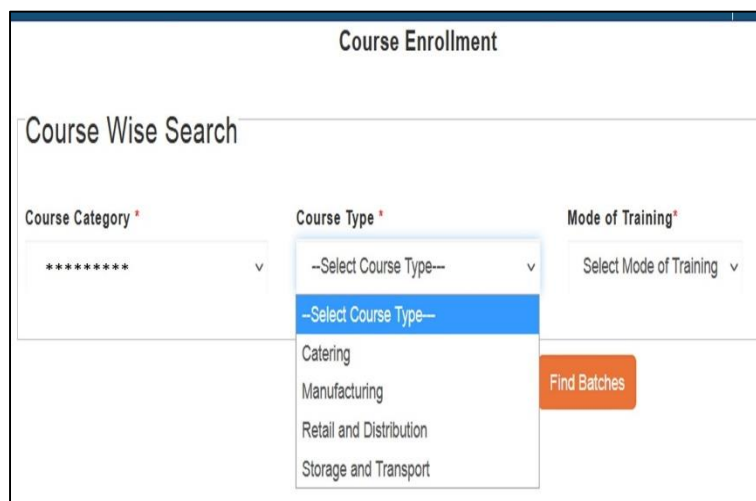 Course Enrollment
Course Wise Search
Course Category * Course Type * Mode of Training*
********* --Select Course Type--- Select Mode of Training
--Select Course Type---
Catering
Manufacturing
Find Batches
Retail and Distribution
Storage and Transport